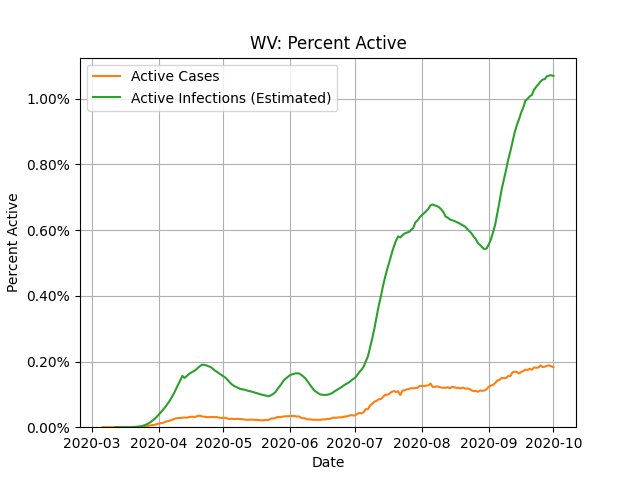 WV: Percent Active
Active Cases
Active Infections (Estimated)
Percent Active
1.00%
0.80%
0.60%
0.40%
0.20%
0.00%
2020-03 2020-04 2020-05 2020-06 2020-07 2020-08 2020-09 2020-10
Date